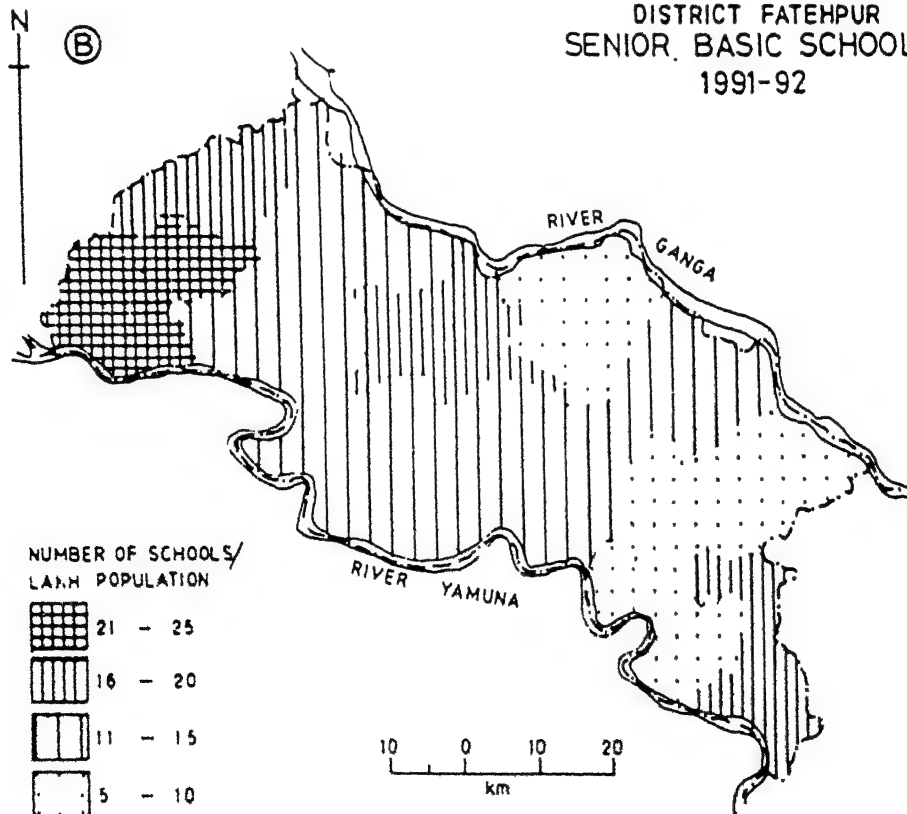 N
B
DISTRICT FATEHPUR
SENIOR BASIC SCHOOL
1991-92
RIVER GANGA
RIVER YAMUNA
NUMBER OF SCHOOLS/
LAKH POPULATION
21 - 25
16 - 20
11 - 15
5 - 10
10 0 10 20
km